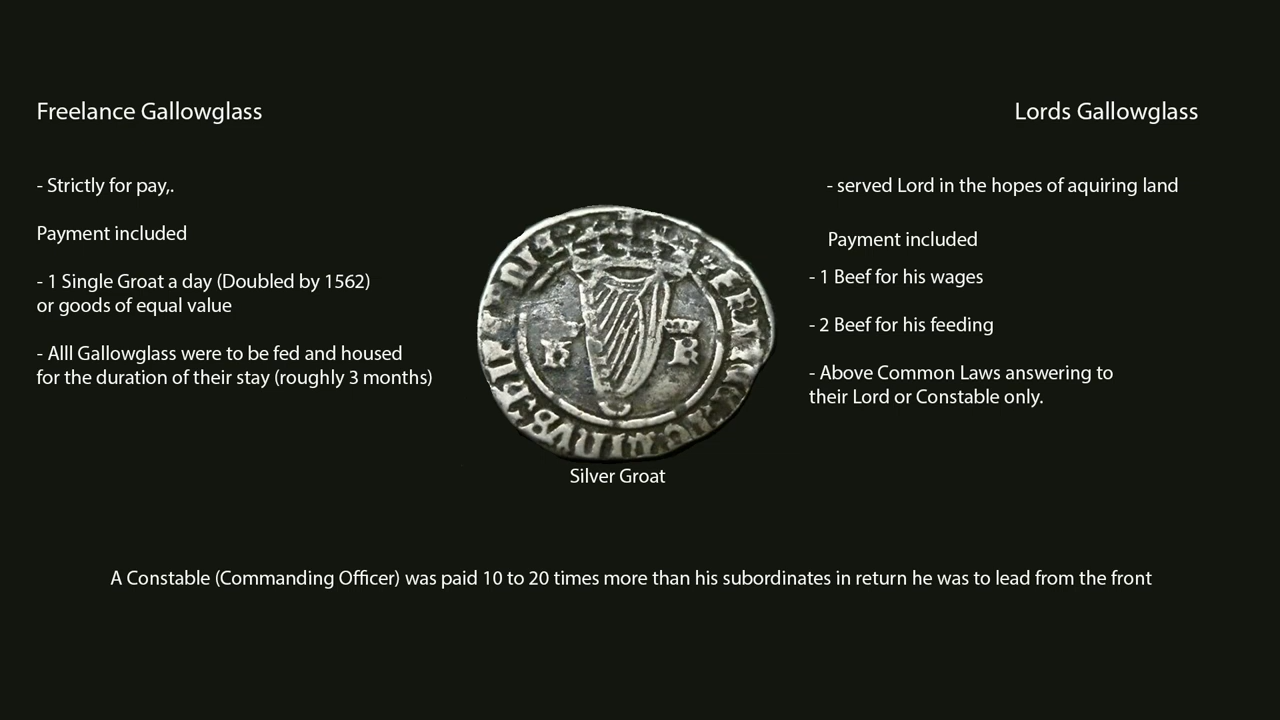 Freelance Gallowglass
- Strictly for pay,.
Payment included
- 1 Single Groat a day (Doubled by 1562)
or goods of equal value
- Alll Gallowglass were to be fed and housed
for the duration of their stay (roughly 3 months)
Lords Gallowglass
- served Lord in the hopes of aquiring land
Payment included
- 1 Beef for his wages
- 2 Beef for his feeding
- Above Common Laws answering to
their Lord or Constable only.
Silver Groat
A Constable (Commanding Officer) was paid 10 to 20 times more than his subordinates in return he was to lead from the front